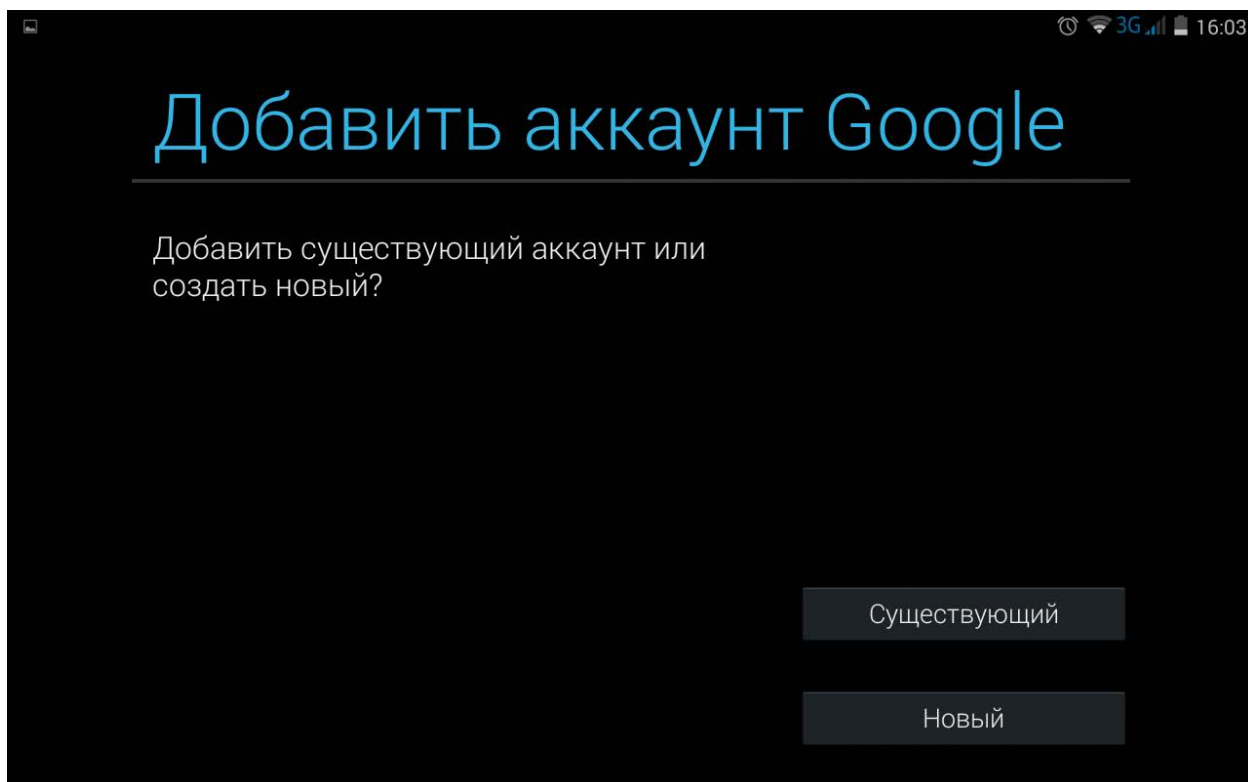 3G 16:03
Добавить аккаунт Google
Добавить существующий аккаунт или
создать новый?
Существующий
Новый